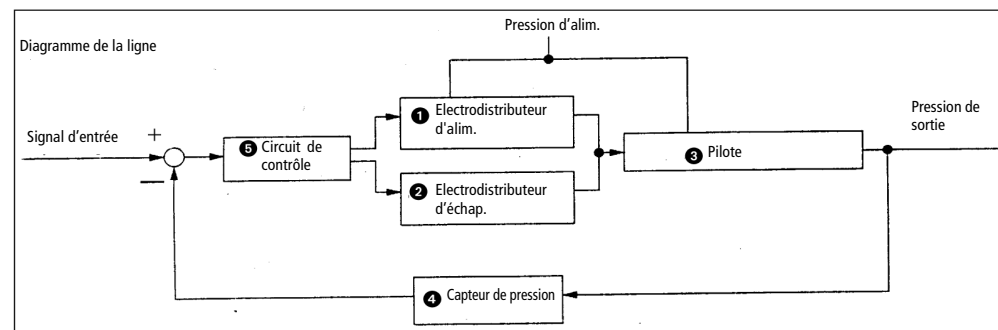 Pression d’alim.
Diagramme de la ligne
❶ Electrodistributeur
d'alim.
Pression de
sortie
Signal d’entrée
+
❺ Circuit de
contrôle
❸ Pilote
—
❷ Electrodistributeur
d’échap.
❹ Capteur de pression